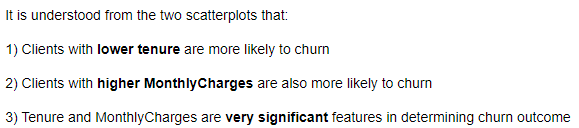 It is understood from the two scatterplots that:
1) Clients with lower tenure are more likely to churn
2) Clients with higher MonthlyCharges are also more likely to churn
3) Tenure and MonthlyCharges are very significant features in determining churn outcome